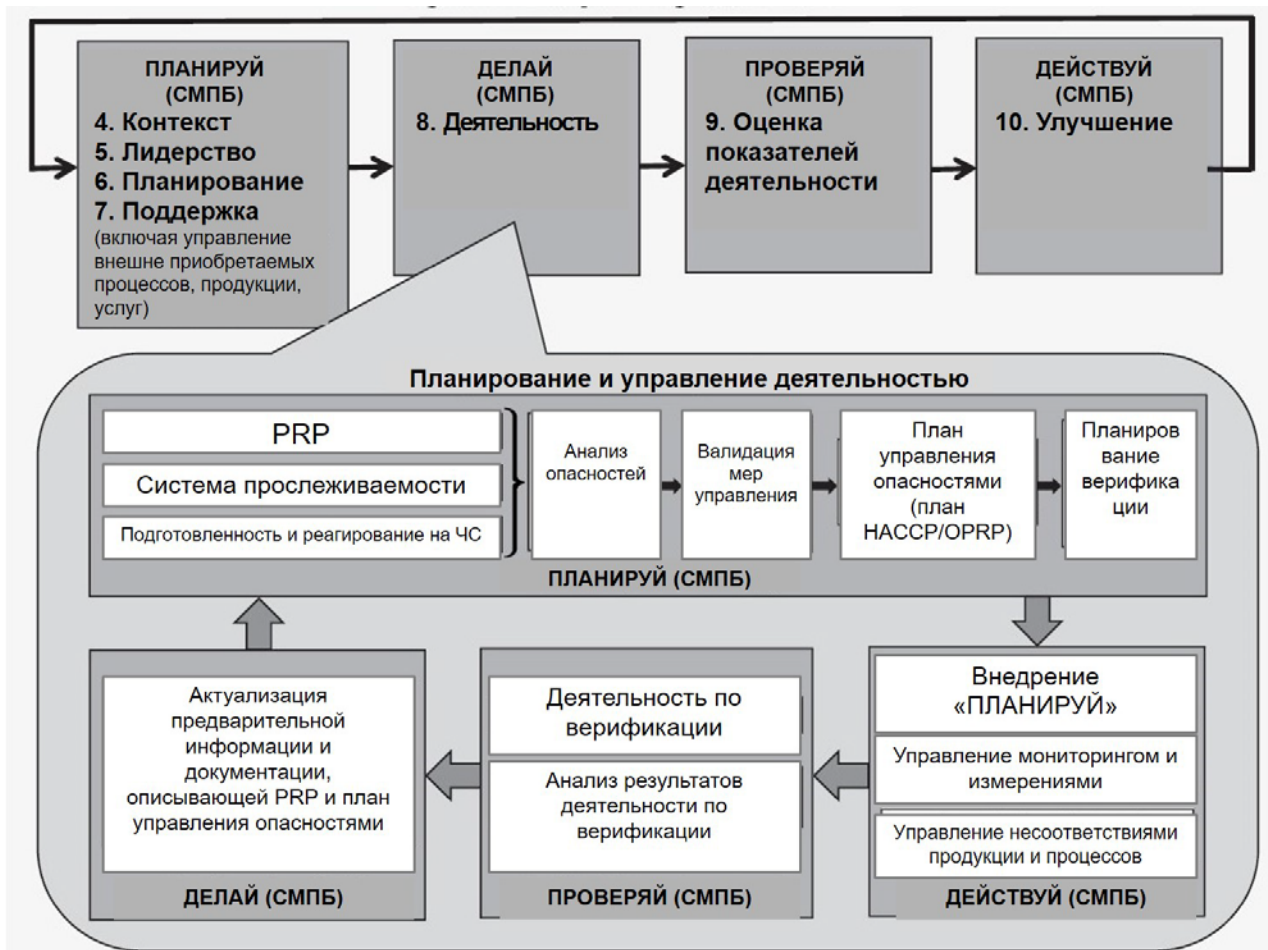 ПЛАНИРУЙ
(СМПБ)
4. Контекст
5. Лидерство
6. Планирование
7. Поддержка
(включая управление
внешне приобретаемых
процессов, продукции,
услуг)
ДЕЛАЙ
(СМПБ)
8. Деятельность
ПРОВЕРЯЙ
(СМПБ)
9. Оценка
показателей
деятельности
ДЕЙСТВУЙ
(СМПБ)
10. Улучшение
Планирование и управление деятельностью
PRP
Система прослеживаемости
Подготовленность и реагирование на ЧС
Анализ
опасностей
Валидация
мер
управления
План
управления
опасностями
(план
НАССР/OPRP)
Планиров
ание
верифика
ции
ПЛАНИРУЙ (СМПБ)
Актуализация
предварительной
информации и
документации,
описывающей PRP и план
управления опасностями
ДЕЛАЙ (СМПБ)
Деятельность по
верификации
Анализ результатов
деятельности по
верификации
ПРОВЕРЯЙ (СМПБ)
Внедрение
«ПЛАНИРУЙ»
Управление мониторингом и
измерениями
Управление несоответствиями
продукции и процессов
ДЕЙСТВУЙ (СМПБ)